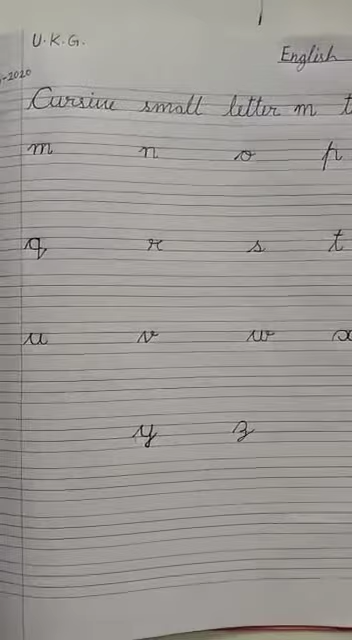 U.K.G.
English
-2020
Cursive small letter m t
m n o p
q r s t
u v w x
y z